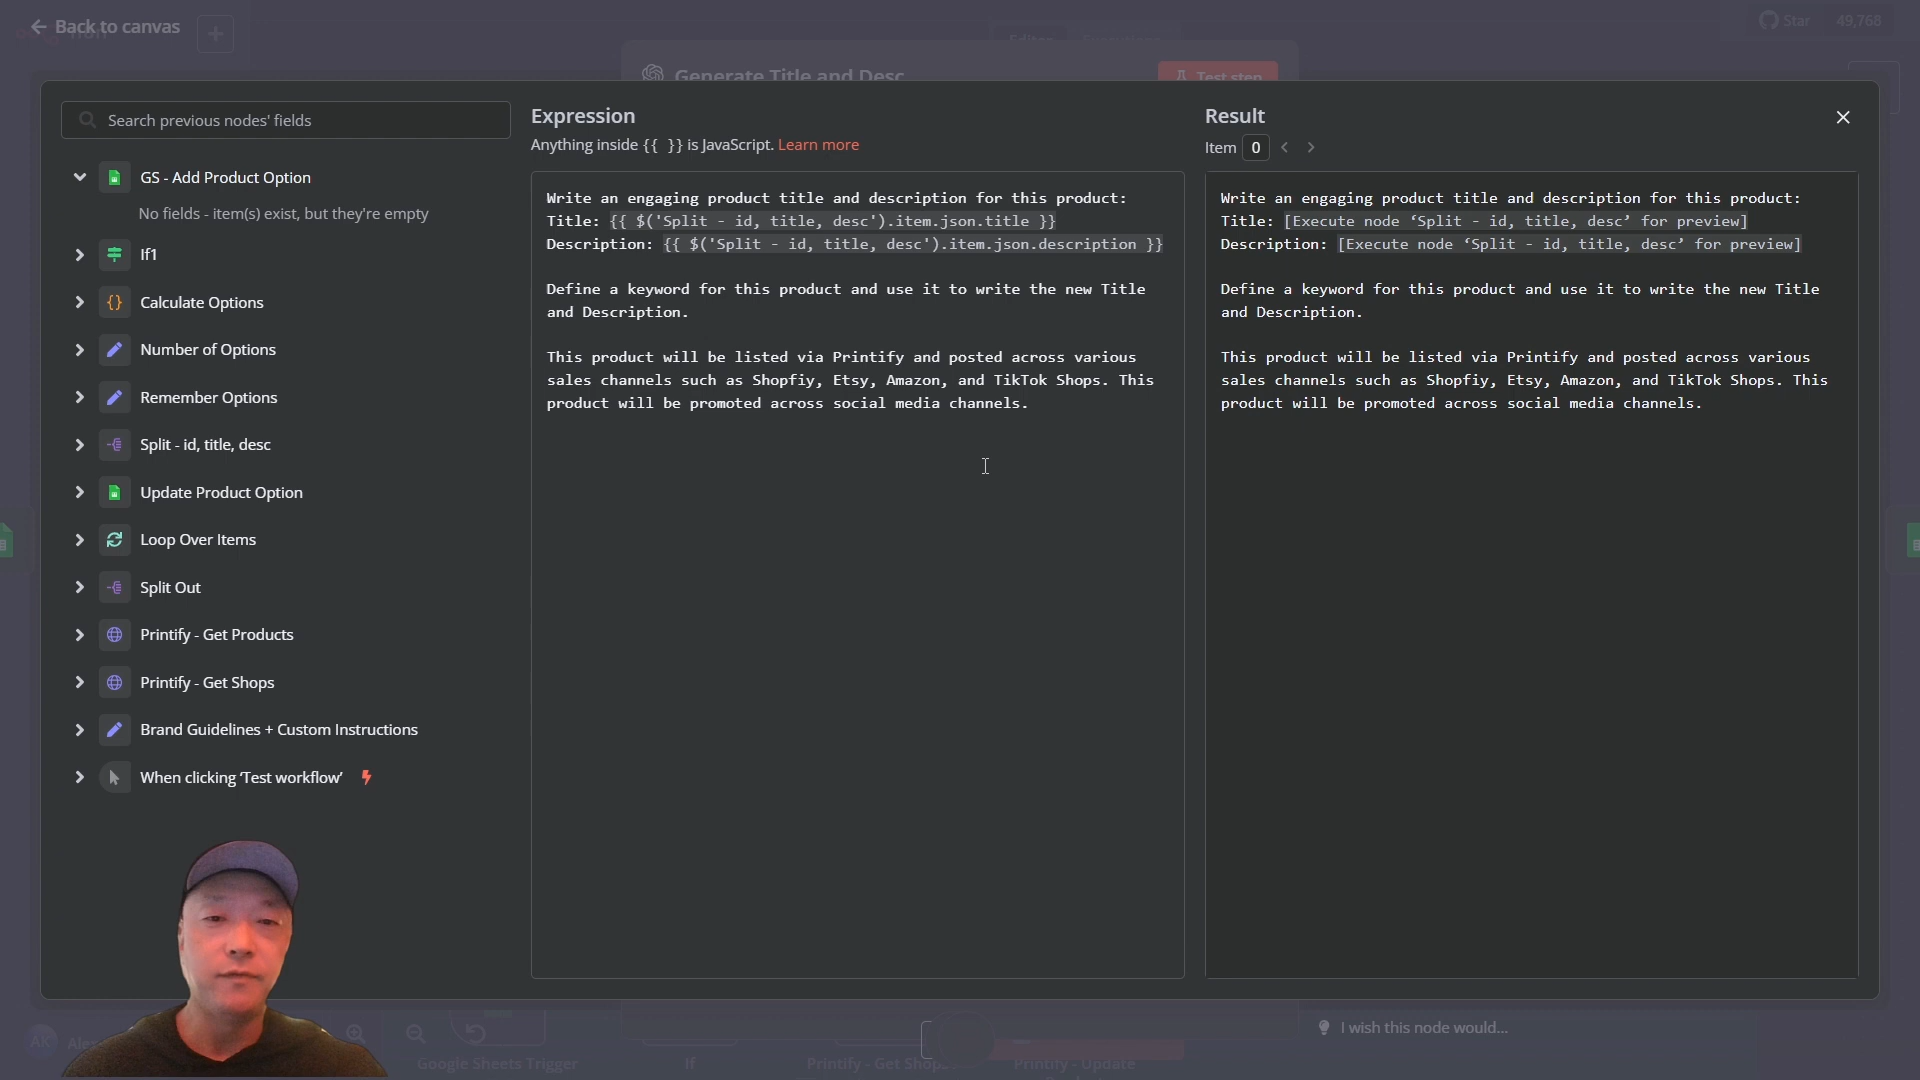 Back to canvas
Star 49,768
Editor
Generate Title and Desc
Test step
Search previous nodes' fields
GS - Add Product Option
No fields - item(s) exist, but they're empty
If1
Calculate Options
Number of Options
Remember Options
Split - id, title, desc
Update Product Option
Loop Over Items
Split Out
Printify - Get Products
Printify - Get Shops
Brand Guidelines + Custom Instructions
When clicking ‘Test workflow’
Expression
Anything inside {{ }} is JavaScript. Learn more
Write an engaging product title and description for this product:
Title: {{ $('Split - id, title, desc').item.json.title }}
Description: {{ $('Split - id, title, desc').item.json.description }}
Define a keyword for this product and use it to write the new Title
and Description.
This product will be listed via Printify and posted across various
sales channels such as Shopfiy, Etsy, Amazon, and TikTok Shops. This
product will be promoted across social media channels.
Result
Item 0
Write an engaging product title and description for this product:
Title: [Execute node ‘Split - id, title, desc’ for preview]
Description: [Execute node ‘Split - id, title, desc’ for preview]
Define a keyword for this product and use it to write the new Title
and Description.
This product will be listed via Printify and posted across various
sales channels such as Shopfiy, Etsy, Amazon, and TikTok Shops. This
product will be promoted across social media channels.
I wish this node would...
AK
Google Sheets Trigger
If
Printify - Get Shops
Printify - Update